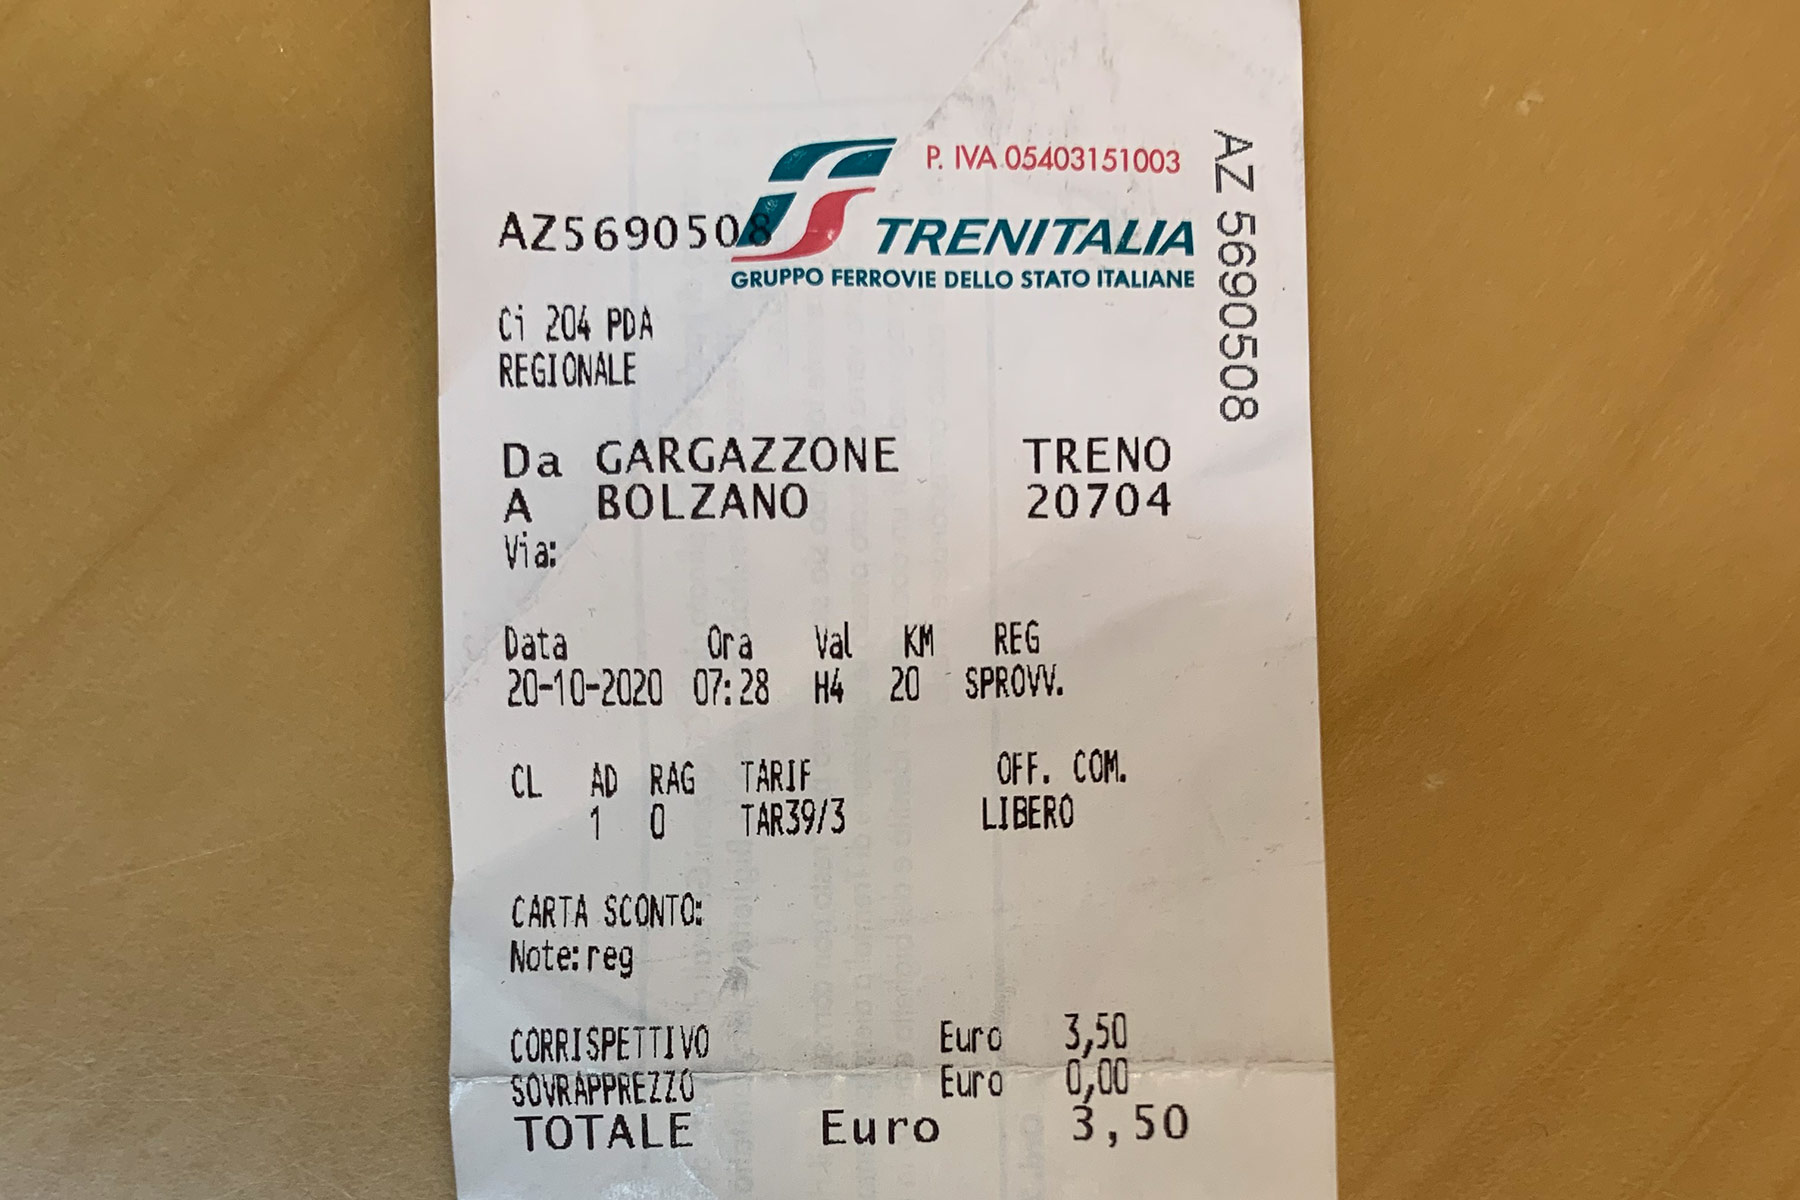 P. IVA 05403151003
AZ5690508
TRENITALIA
GRUPPO FERROVIE DELLO STATO ITALIANE
AZ 5690508
Ci 204 PDA
REGIONALE
Da GARGAZZONE TRENO
A BOLZANO 20704
Via:
Data Ora Val KM REG
20-10-2020 07:28 H4 20 SPROVV.
CL AD RAG TARIF OFF. COM.
1 0 TAR39/3 LIBERO
CARTA SCONTO:
Note:reg
CORRISPETTIVO Euro 3,50
SOVRAPPREZZO Euro 0,00
TOTALE Euro 3,50